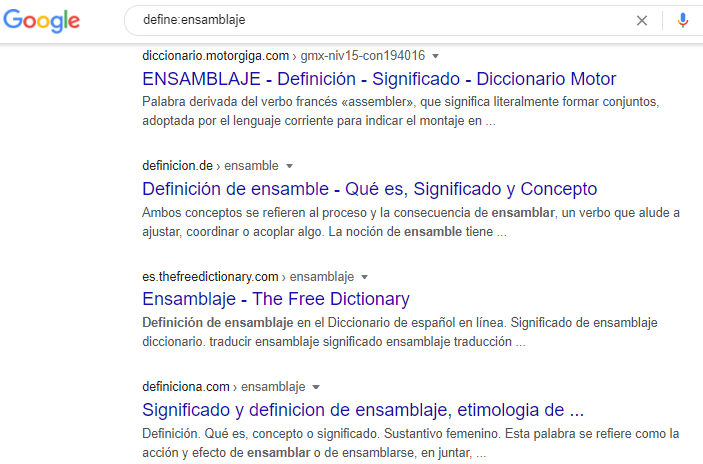 Google
define:ensamblaje
diccionario.motorgiga.com › gmx-niv15-con194016
ENSAMBLAJE - Definición - Significado - Diccionario Motor
Palabra derivada del verbo francés «assembler», que significa literalmente formar conjuntos,
adoptada por el lenguaje corriente para indicar el montaje en ...
definicion.de › ensamble
Definición de ensamble - Qué es, Significado y Concepto
Ambos conceptos se refieren al proceso y la consecuencia de ensamblar, un verbo que alude a
ajustar, coordinar o acoplar algo. La noción de ensamble tiene ...
es.thefreedictionary.com › ensamblaje
Ensamblaje - The Free Dictionary
Definición de ensamblaje en el Diccionario de español en línea. Significado de ensamblaje
diccionario. traducir ensamblaje significado ensamblaje traducción ...
definiciona.com › ensamblaje
Significado y definicion de ensamblaje, etimologia de ...
Definición. Qué es, concepto o significado. Sustantivo femenino. Esta palabra se refiere como la
acción y efecto de ensamblar o de ensamblarse, en juntar, ...